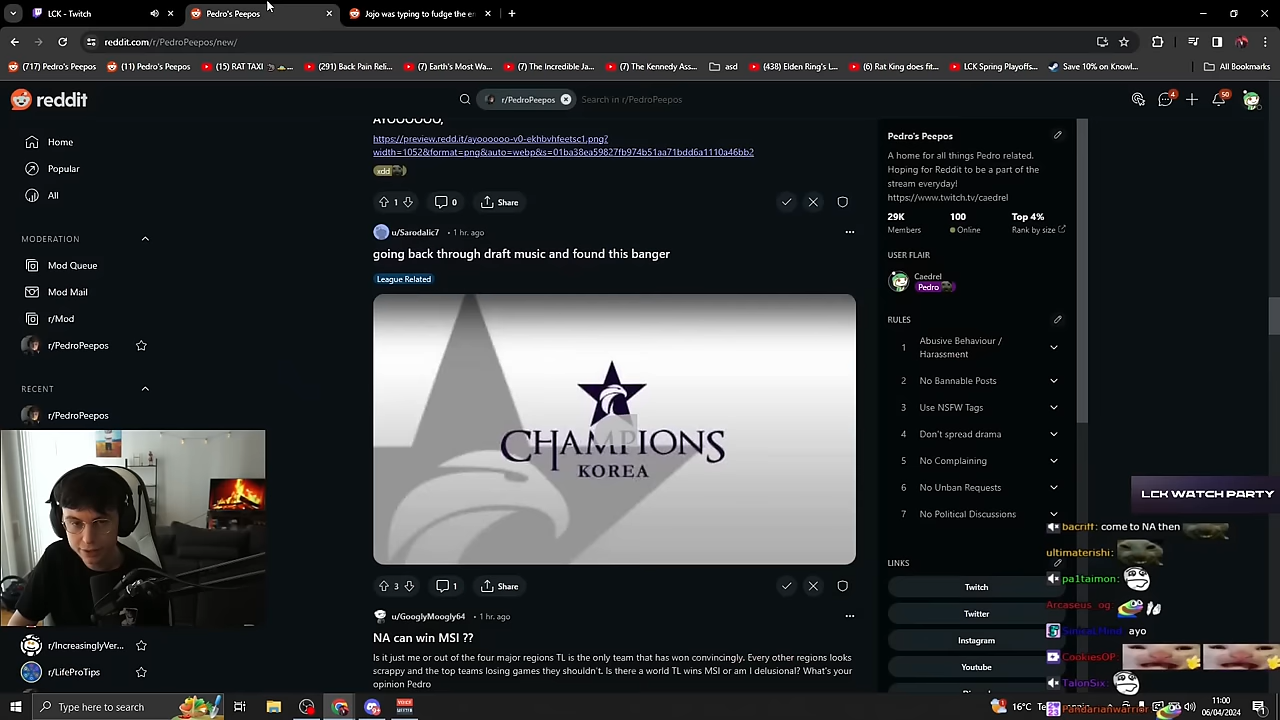 LCK - Twitch
Pedro's Peepos
Jojo was typing to fudge the en
reddit.com/r/PedroPeepos/new/
(717) Pedro's Peepos
(11) Pedro's Peepos
(15) RAT TAXI
(291) Back Pain Rel...
(7) Earth's Most Wa...
(7) The Incredible Ja...
(7) The Kennedy Ass...
asd
(438) Elden Ring's L...
(6) Rat King does fit...
LCK Spring Playoffs...
Save 10% on Knowl...
All Bookmarks
reddit
r/PedroPeepos
Search in r/PedroPeepos
4
50
Home
Popular
All
MODERATION
Mod Queue
Mod Mail
r/Mod
r/PedroPeepos
RECENT
r/PedroPeepos
r/IncreasinglyVer...
r/LifeProTips
AYOOOOOO,
https://preview.redd.it/ayoooooo-v0-ekhbvhfeetsc1.png?
width=1052&format=png&auto=webp&s=01ba38ea59827fb974b51aa71bdd6a1110a46bb2
xdd
1
0
Share
u/Sarodalic7 • 1 hr. ago
going back through draft music and found this banger
League Related
CHAMPIONS
KOREA
3
1
Share
u/GooglyMoogly64 • 1 hr. ago
NA can win MSI ??
Is it just me or out of the four major regions TL is the only team that has won convincingly. Every other regions looks
scrappy and the top teams losing games they shouldn't. Is there a world TL wins MSI or am I delusional? What's your
opinion Pedro
Pedro's Peepos
A home for all things Pedro related.
Hoping for Reddit to be a part of the
stream everyday!
https://www.twitch.tv/caedrel
29K
Members
100
Online
Top 4%
Rank by size
USER FLAIR
Caedrel
Pedro
RULES
1 Abusive Behaviour /
Harassment
2 No Bannable Posts
3 Use NSFW Tags
4 Don't spread drama
5 No Complaining
6 No Unban Requests
7 No Political Discussions
LINKS
Twitch
Twitter
Instagram
Youtube
LCK WATCH PARTY
bacriff: come to NA then
ultimaterishi:
pa1taimon:
Arcaseus_og:
ayo
CookiesOP:
TalonSix:
Pandarianwarrior
Type here to search
VOICE
16°C
11:00
06/04/2024